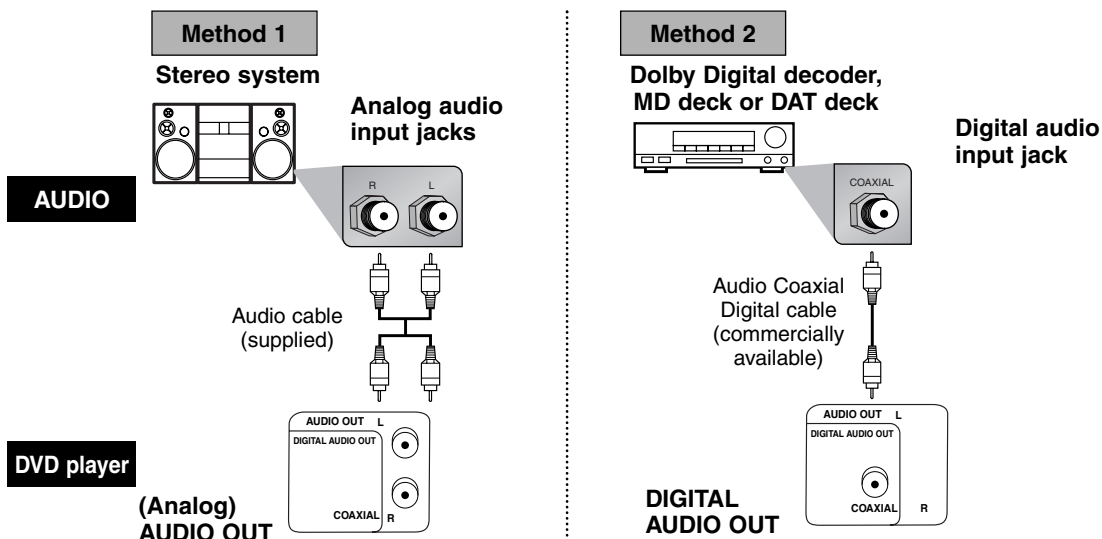 Method 1
Stereo system
Analog audio
input jacks
R L
AUDIO
Audio cable
(supplied)
AUDIO OUT L
DIGITAL AUDIO OUT
COAXIAL R
DVD player
(Analog)
AUDIO OUT
Method 2
Dolby Digital decoder,
MD deck or DAT deck
Digital audio
input jack
COAXIAL
Audio Coaxial
Digital cable
(commercially
available)
AUDIO OUT L
DIGITAL AUDIO OUT
COAXIAL R
DIGITAL
AUDIO OUT